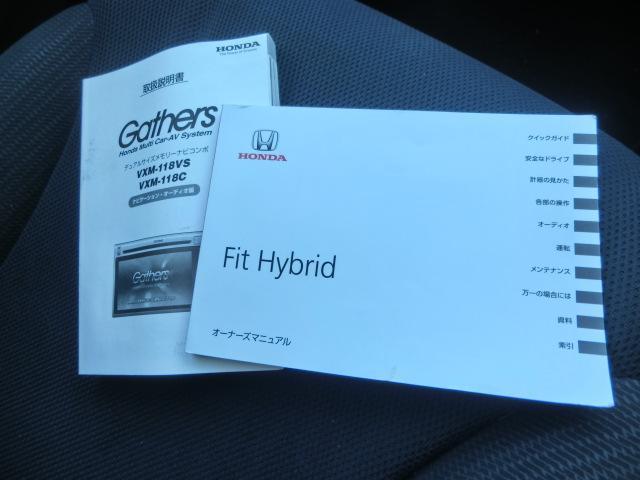 HONDA
The Power of Dreams
取扱説明書
Gathers
Honda Multi Car-AV System
デュアルサイズメモリーナビコンポ
VXM-118VS
VXM-118C
ナビゲーション・オーディオ編
Gathers
HONDA
Fit Hybrid
オーナーズマニュアル
クイックガイド
安全なドライブ
計器の見かた
各部の操作
オーディオ
運転
メンテナンス
万一の場合には
資料
索引